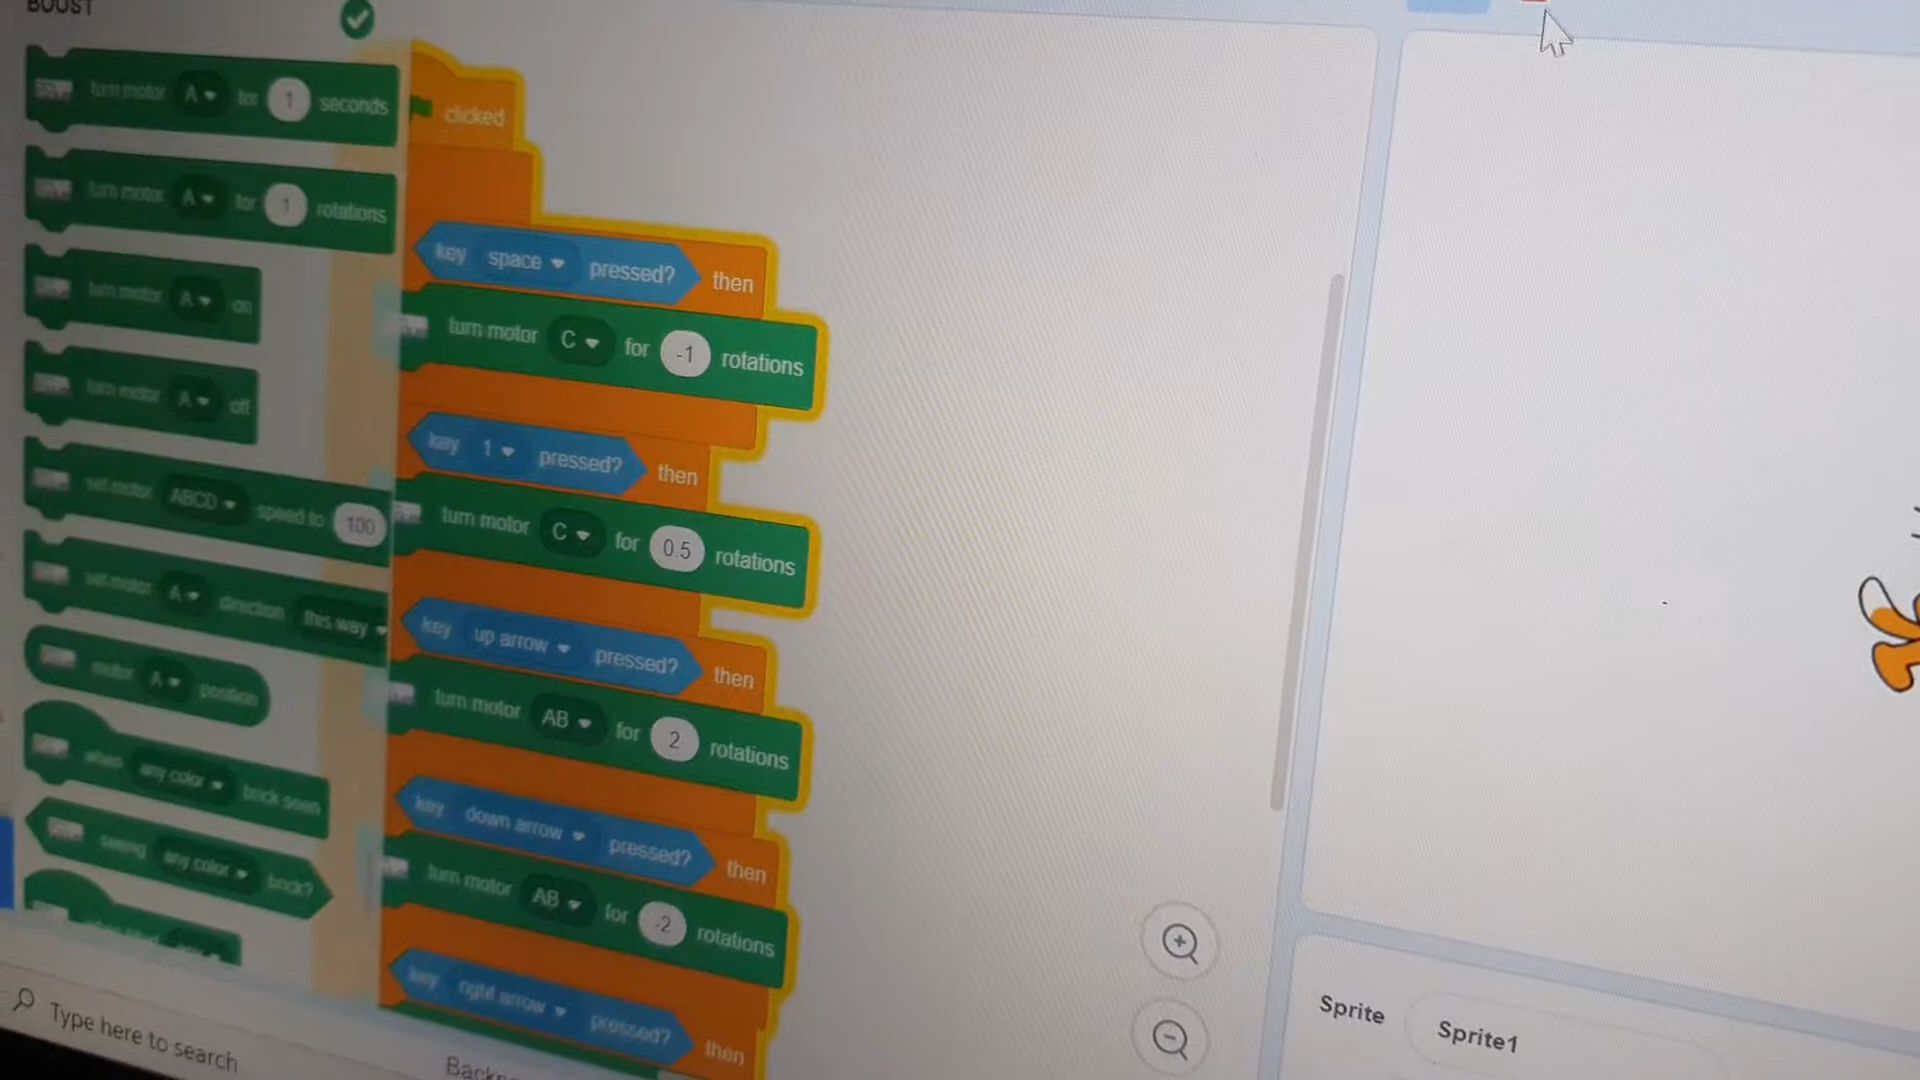 BOOST
turn motor A for 1 seconds
turn motor A for 1 rotations
turn motor A on
turn motor A off
set motor ABCD speed to 100
set motor A direction this way
motor A position
when any color brick seen
seeing any color brick?
clicked
key space pressed? then
turn motor C for -1 rotations
key 1 pressed? then
turn motor C for 0.5 rotations
key up arrow pressed? then
turn motor AB for 2 rotations
key down arrow pressed? then
turn motor AB for -2 rotations
key right arrow pressed? then
Sprite Sprite1
Type here to search